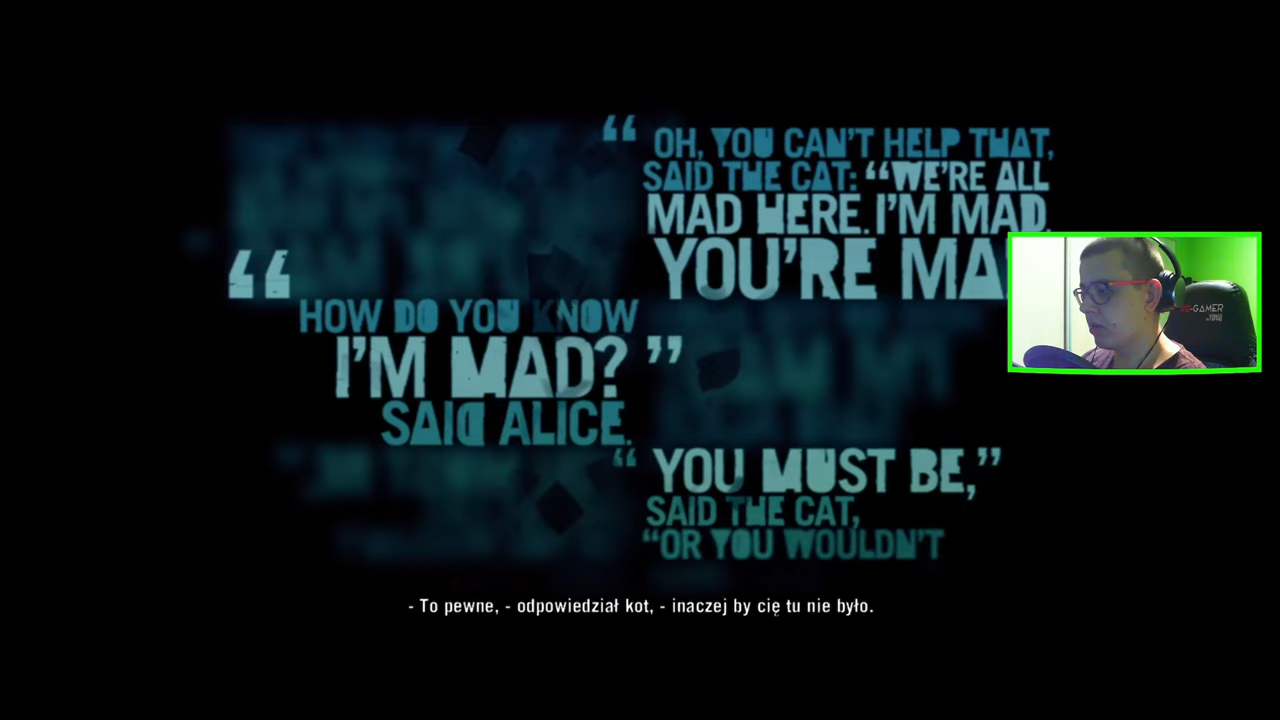 “ OH, YOU CAN’T HELP THAT,
SAID THE CAT: “WE’RE ALL
MAD HERE. I’M MAD.
YOU’RE
“
HOW DO YOU KNOW
I’M MAD? ”
SAID ALICE.
“ YOU MUST BE,”
SAID THE CAT,
“OR YOU WOULDN’T
- To pewne, - odpowiedział kot, - inaczej by cię tu nie było.
GAMER